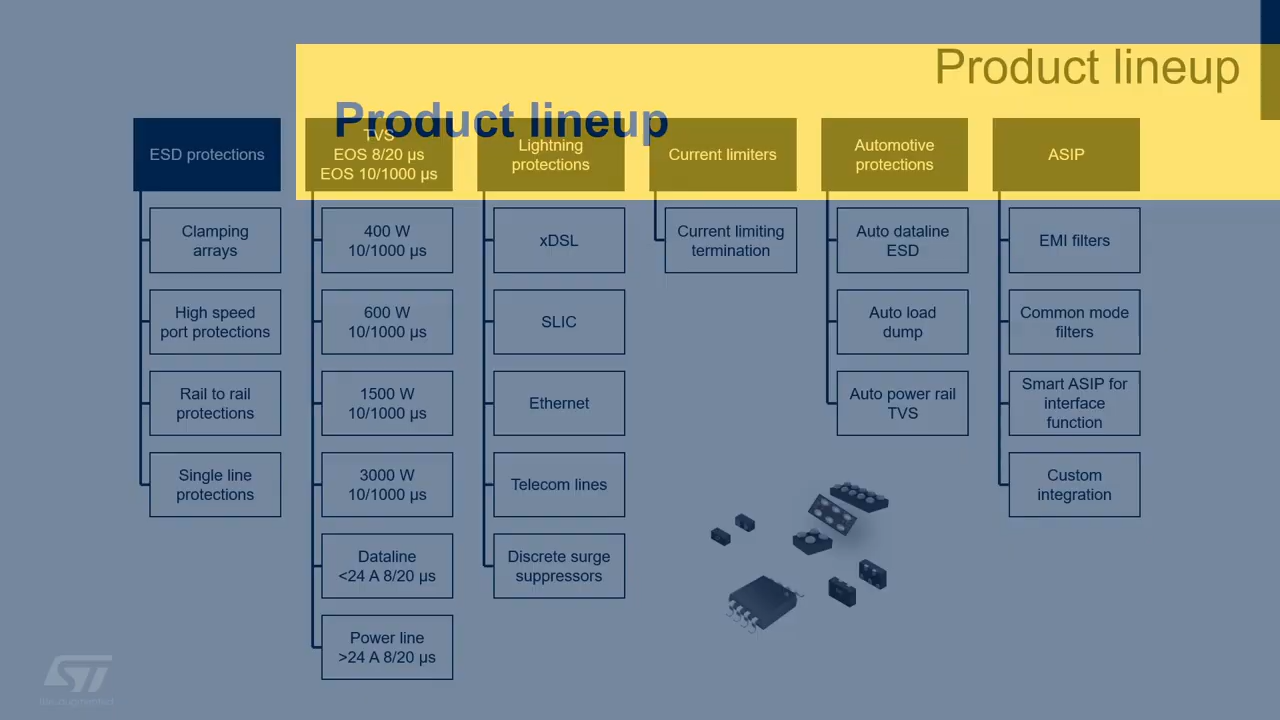 Product lineup
Product lineup
ESD protections
Clamping
arrays
High speed
port protections
Rail to rail
protections
Single line
protections
TVS
EOS 8/20 µs
EOS 10/1000 µs
400 W
10/1000 µs
600 W
10/1000 µs
1500 W
10/1000 µs
3000 W
10/1000 µs
Dataline
<24 A 8/20 µs
Power line
>24 A 8/20 µs
Lightning
protections
xDSL
SLIC
Ethernet
Telecom lines
Discrete surge
suppressors
Current limiters
Current limiting
termination
Automotive
protections
Auto dataline
ESD
Auto load
dump
Auto power rail
TVS
ASIP
EMI filters
Common mode
filters
Smart ASIP for
interface
function
Custom
integration
ST